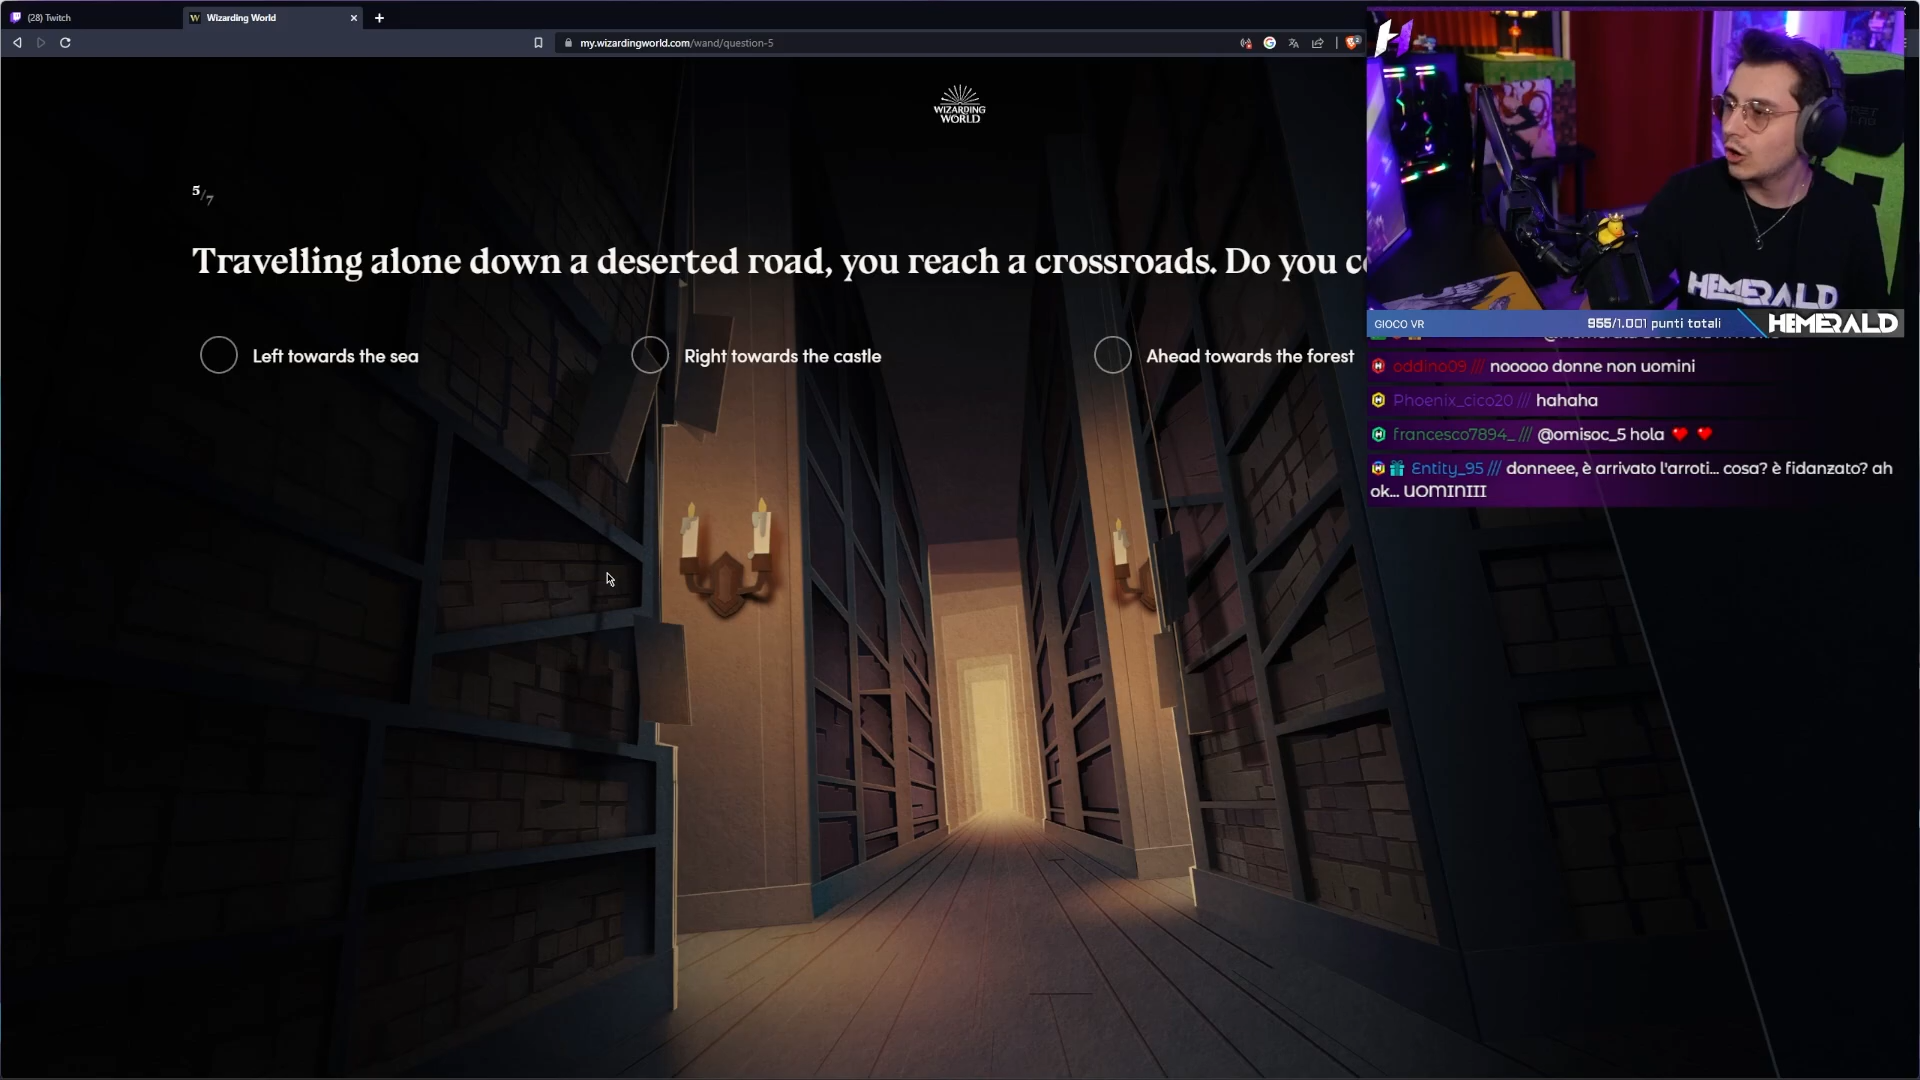 (28) Twitch
Wizarding World
my.wizardingworld.com/wand/question-5
WIZARDING
WORLD
5/7
Travelling alone down a deserted road, you reach a crossroads. Do you
Left towards the sea
Right towards the castle
Ahead towards the forest
HEMERALD
GIOCO VR
955/1.001 punti totali
HEMERALD
oddino09 /// nooooo donne non uomini
Phoenix_cico20 /// hahaha
francesco7894_ /// @omisoc_5 hola
Entity_95 /// donneee, è arrivato l'arroti... cosa? è fidanzato? ah
ok... UOMINIII